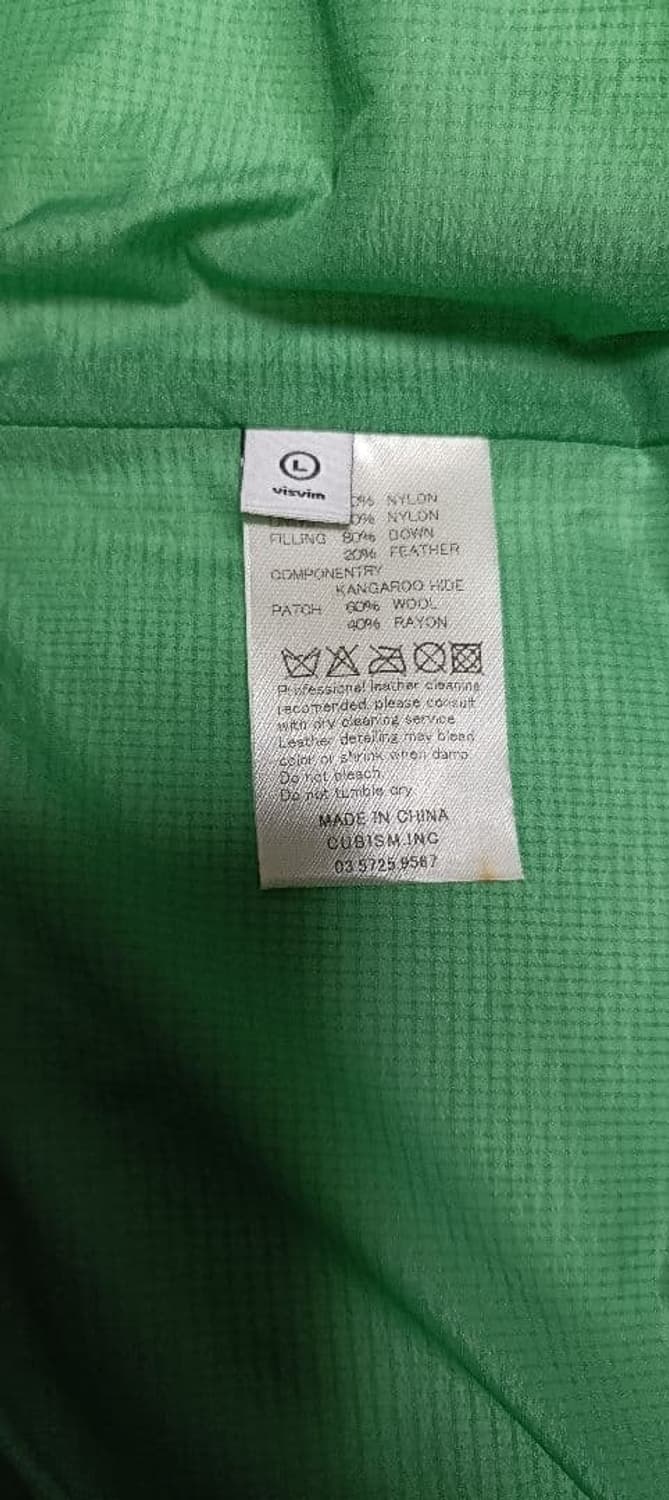 L
visvim
0% NYLON
0% NYLON
FILLING 80% DOWN
20% FEATHER
COMPONENTRY
KANGAROO HIDE
PATCH 60% WOOL
40% RAYON
Professional leather cleaning
recomended. please consult
with dry cleaning service
Leather detailing may bleed
color or shrink when damp
Do not bleach
Do not tumble dry
MADE IN CHINA
CUBISM.INC
03.5725.9567